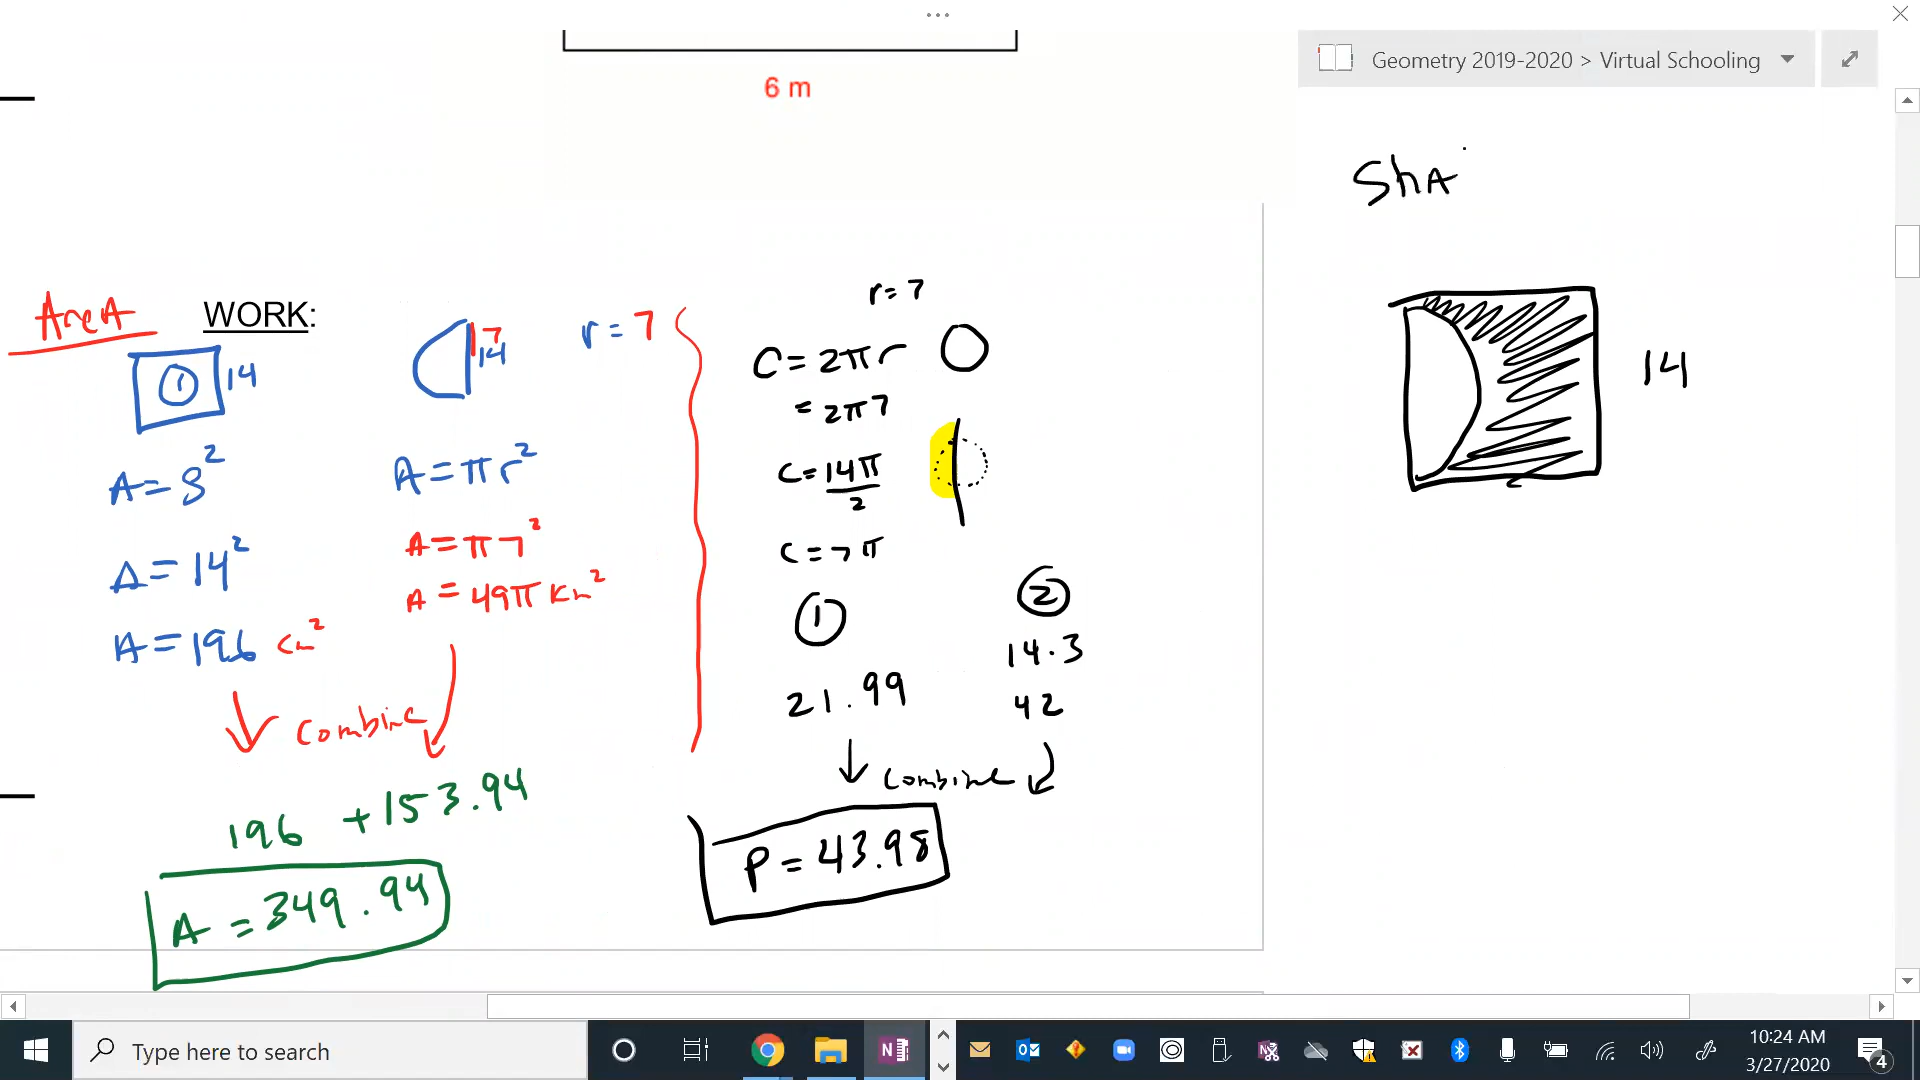 6 m
Geometry 2019-2020 > Virtual Schooling
ShA
AreA
WORK:
① 14
7
14
r = 7
A = S²
A = 14²
A = 196 cm²
A = πr²
A = π7²
A = 49π Km²
Combine
196 + 153.94
A = 349.94
r = 7
C = 2πr
= 2π7
C = 14π
2
C = 7π
①
21.99
②
14.3
42
Combine
P = 43.98
14
Type here to search
10:24 AM
3/27/2020
4